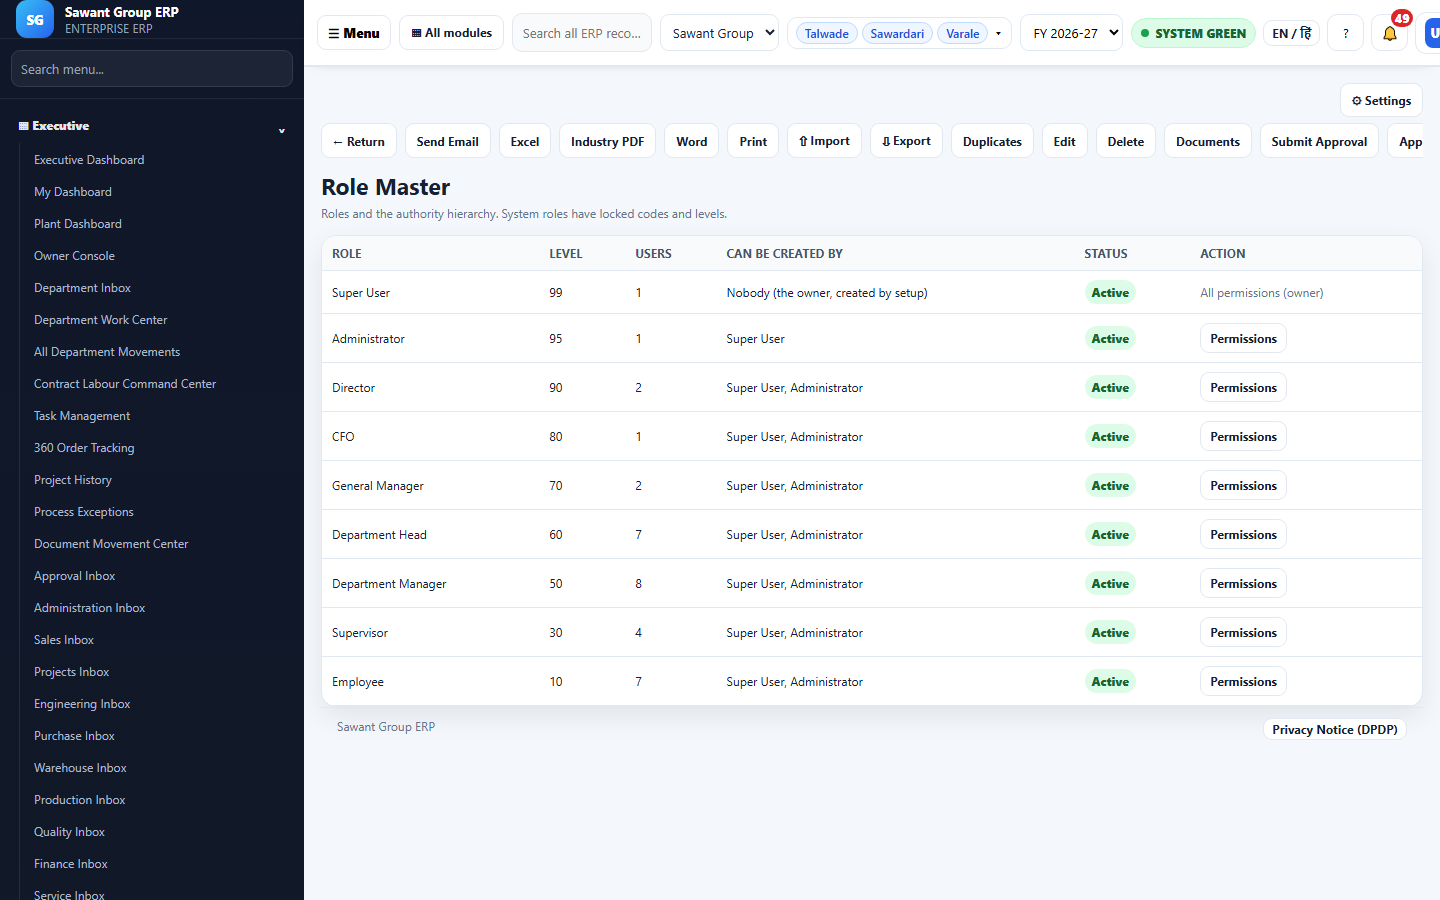 SG
Sawant Group ERP
ENTERPRISE ERP
Search menu...
Executive
Executive Dashboard
My Dashboard
Plant Dashboard
Owner Console
Department Inbox
Department Work Center
All Department Movements
Contract Labour Command Center
Task Management
360 Order Tracking
Project History
Process Exceptions
Document Movement Center
Approval Inbox
Administration Inbox
Sales Inbox
Projects Inbox
Engineering Inbox
Purchase Inbox
Warehouse Inbox
Production Inbox
Quality Inbox
Finance Inbox
Service Inbox
☰ Menu
All modules
Search all ERP reco...
Sawant Group
Talwade Sawardari Varale
FY 2026-27
SYSTEM GREEN
EN / हिं
?
49
U
⚙ Settings
← Return
Send Email
Excel
Industry PDF
Word
Print
⇧ Import
⇩ Export
Duplicates
Edit
Delete
Documents
Submit Approval
App
Role Master
Roles and the authority hierarchy. System roles have locked codes and levels.
ROLE LEVEL USERS CAN BE CREATED BY STATUS ACTION
Super User 99 1 Nobody (the owner, created by setup) Active All permissions (owner)
Administrator 95 1 Super User Active Permissions
Director 90 2 Super User, Administrator Active Permissions
CFO 80 1 Super User, Administrator Active Permissions
General Manager 70 2 Super User, Administrator Active Permissions
Department Head 60 7 Super User, Administrator Active Permissions
Department Manager 50 8 Super User, Administrator Active Permissions
Supervisor 30 4 Super User, Administrator Active Permissions
Employee 10 7 Super User, Administrator Active Permissions
Sawant Group ERP
Privacy Notice (DPDP)